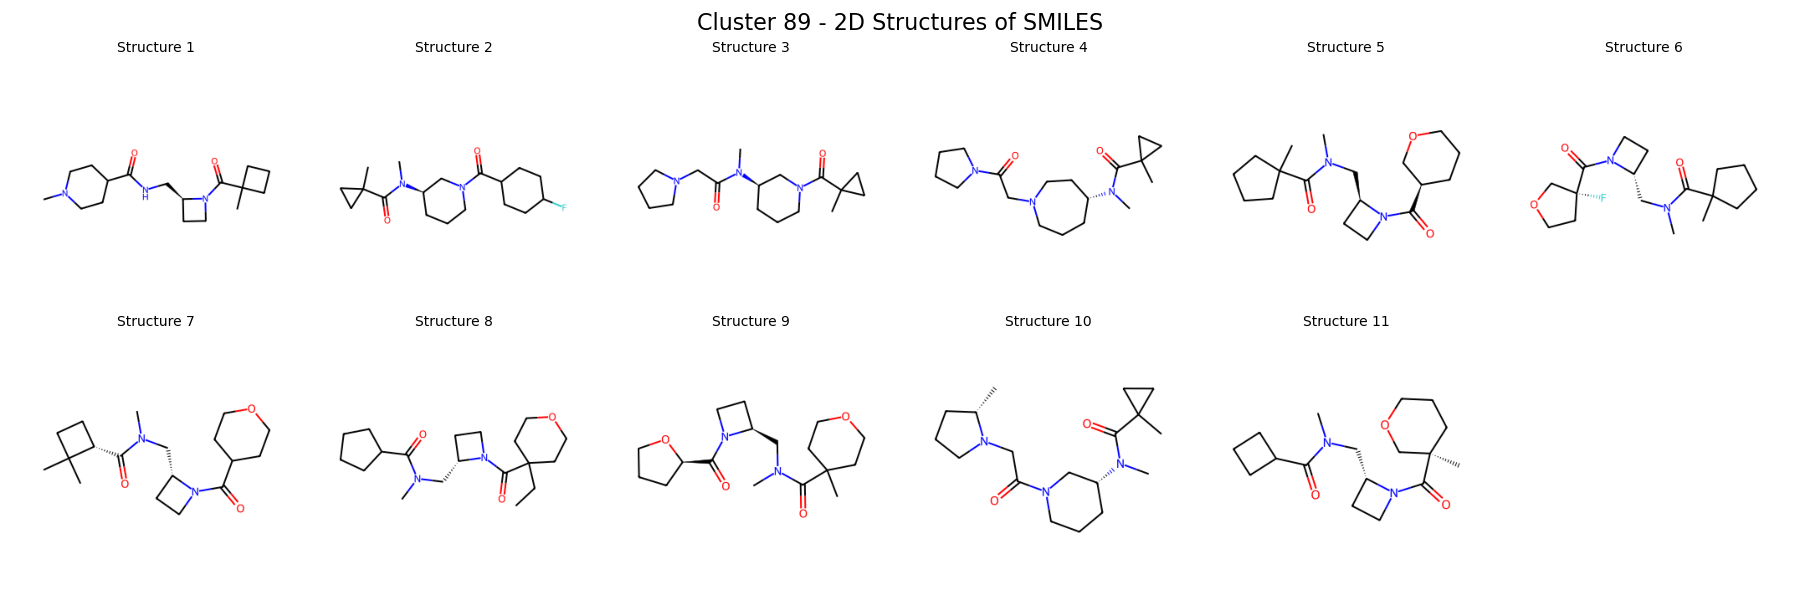 Cluster 89 - 2D Structures of SMILES
Structure 1
Structure 2
Structure 3
Structure 4
Structure 5
Structure 6
N
O
N
H
O
N
N
O
O
N
F
N
O
N
N
O
N
O
N
O
N
O
N
O
N
O
O
O
F
N
O
N
Structure 7
Structure 8
Structure 9
Structure 10
Structure 11
O
N
O
N
O
O
N
N
O
O
O
N
N
O
O
O
N
O
N
O
N
N
O
O
N
N
O
O